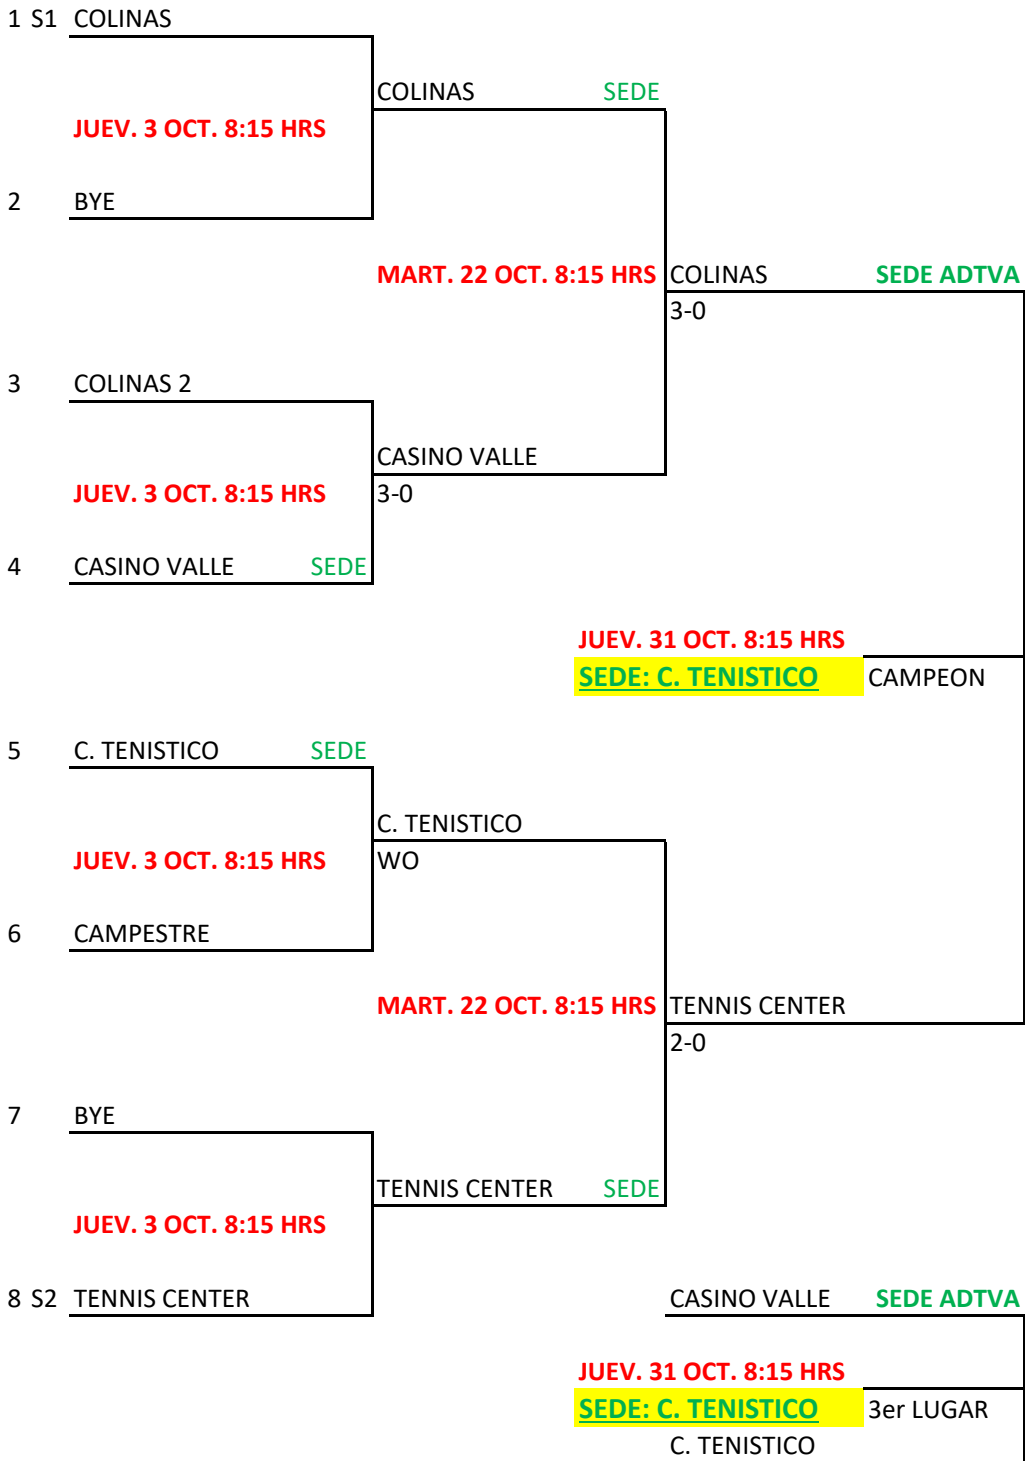 1 S1 COLINAS
COLINAS SEDE
JUEV. 3 OCT. 8:15 HRS
2 BYE
MART. 22 OCT. 8:15 HRS COLINAS SEDE ADTVA
3-0
3 COLINAS 2
CASINO VALLE
JUEV. 3 OCT. 8:15 HRS 3-0
4 CASINO VALLE SEDE
JUEV. 31 OCT. 8:15 HRS
SEDE: C. TENISTICO CAMPEON
5 C. TENISTICO SEDE
C. TENISTICO
JUEV. 3 OCT. 8:15 HRS WO
6 CAMPESTRE
MART. 22 OCT. 8:15 HRS TENNIS CENTER
2-0
7 BYE
TENNIS CENTER SEDE
JUEV. 3 OCT. 8:15 HRS
8 S2 TENNIS CENTER CASINO VALLE SEDE ADTVA
JUEV. 31 OCT. 8:15 HRS
SEDE: C. TENISTICO 3er LUGAR
C. TENISTICO